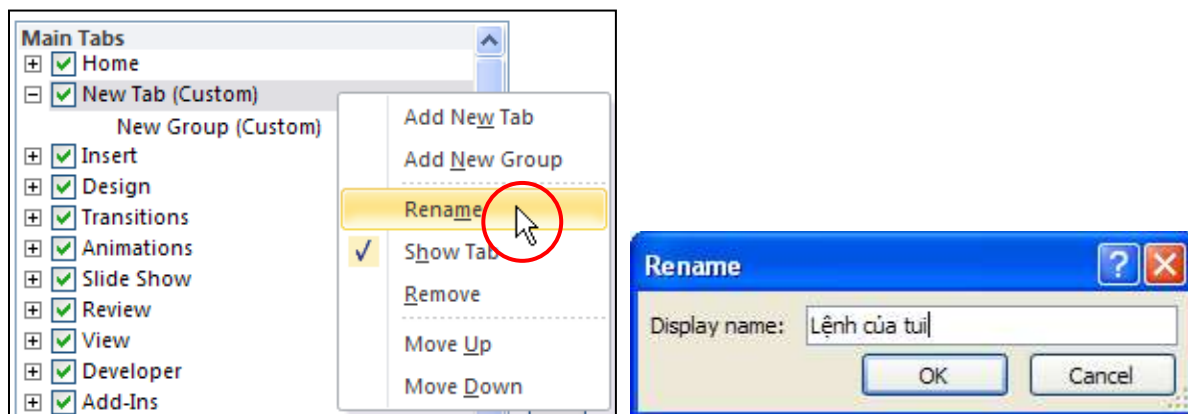 Main Tabs
Home
New Tab (Custom)
New Group (Custom)
Insert
Design
Transitions
Animations
Slide Show
Review
View
Developer
Add-Ins
Add New Tab
Add New Group
Rename
Show Tab
Remove
Move Up
Move Down
Rename
Display name: Lệnh của tui
OK Cancel